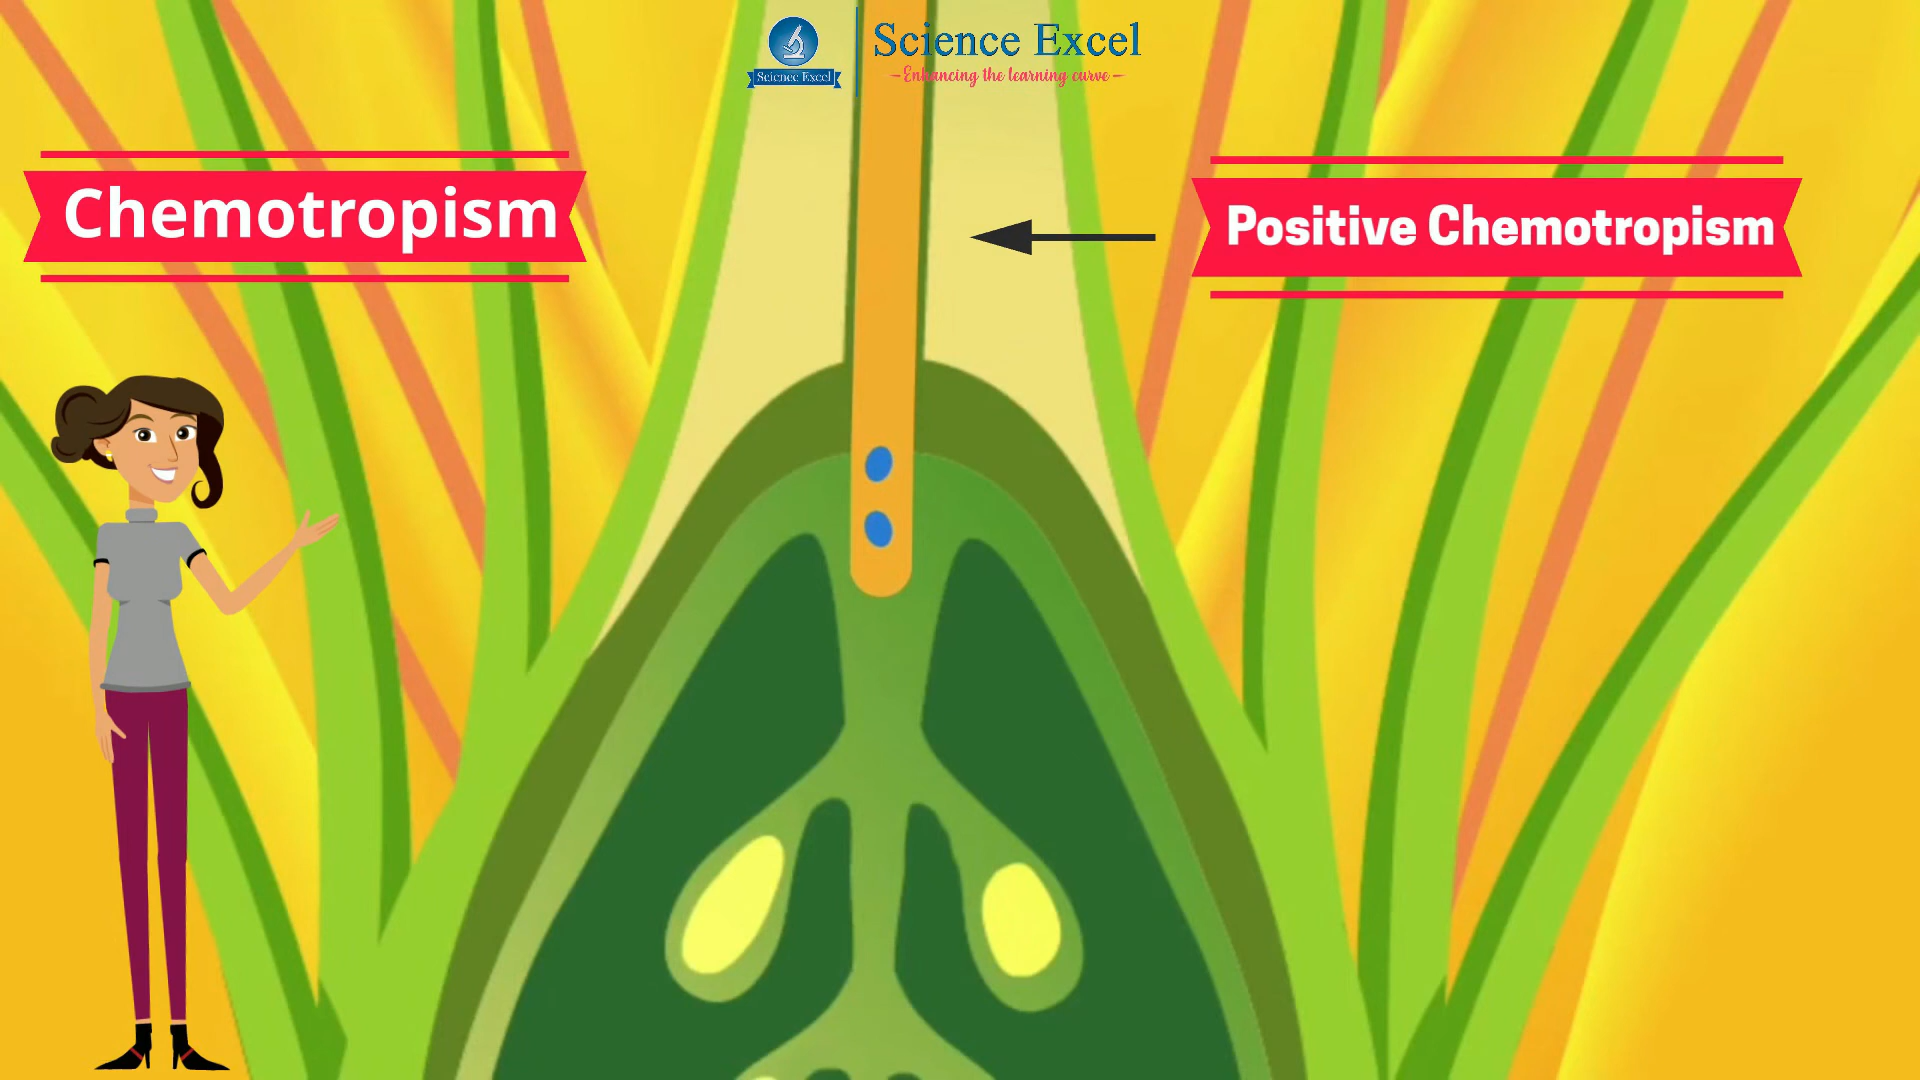 Science Excel
Science Excel
Enhancing the learning curve
Chemotropism
Positive Chemotropism